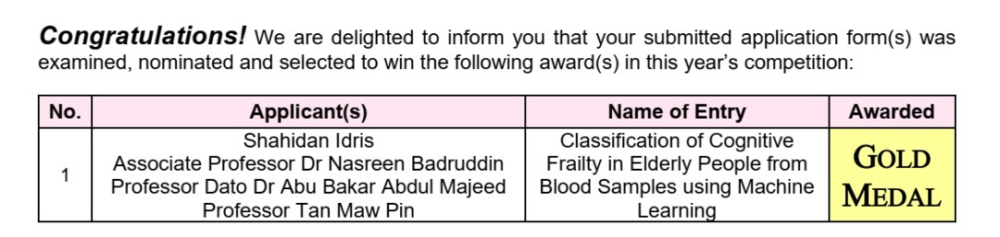 Congratulations! We are delighted to inform you that your submitted application form(s) was
examined, nominated and selected to win the following award(s) in this year's competition:
No. Applicant(s) Name of Entry Awarded
1
Shahidan Idris
Associate Professor Dr Nasreen Badruddin
Professor Dato Dr Abu Bakar Abdul Majeed
Professor Tan Maw Pin
Classification of Cognitive
Frailty in Elderly People from
Blood Samples using Machine
Learning
GOLD
MEDAL